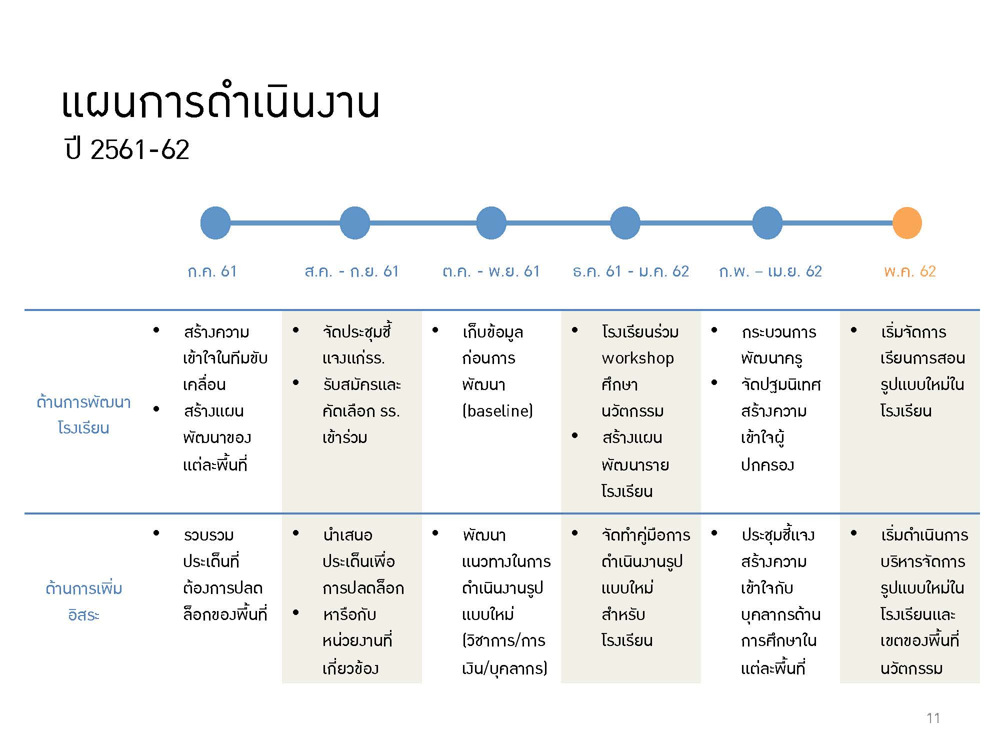 แผนการดำเนินงาน
ปี 2561-62
ก.ค. 61
ส.ค. - ก.ย. 61
ต.ค. - พ.ย. 61
ธ.ค. 61 - ม.ค. 62
ก.พ. – เม.ย. 62
พ.ค. 62
ด้านการพัฒนา
โรงเรียน
• สร้างความ
เข้าใจในทีมขับ
เคลื่อน
• สร้างแผน
พัฒนาของ
แต่ละพื้นที่
• จัดประชุมชี้
แจงแก่รร.
• รับสมัครและ
คัดเลือก รร.
เข้าร่วม
• เก็บข้อมูล
ก่อนการ
พัฒนา
(baseline)
• โรงเรียนร่วม
workshop
ศึกษา
นวัตกรรม
• สร้างแผน
พัฒนาราย
โรงเรียน
• กระบวนการ
พัฒนาครู
• จัดปฐมนิเทศ
สร้างความ
เข้าใจผู้
ปกครอง
• เริ่มจัดการ
เรียนการสอน
รูปแบบใหม่ใน
โรงเรียน
ด้านการเพิ่ม
อิสระ
• รวบรวม
ประเด็นที่
ต้องการปลด
ล็อกของพื้นที่
• นำเสนอ
ประเด็นเพื่อ
การปลดล็อก
• หารือกับ
หน่วยงานที่
เกี่ยวข้อง
• พัฒนา
แนวทางในการ
ดำเนินงานรูป
แบบใหม่
(วิชาการ/การ
เงิน/บุคลากร)
• จัดทำคู่มือการ
ดำเนินงานรูป
แบบใหม่
สำหรับ
โรงเรียน
• ประชุมชี้แจง
สร้างความ
เข้าใจกับ
บุคลากรด้าน
การศึกษาใน
แต่ละพื้นที่
• เริ่มดำเนินการ
บริหารจัดการ
รูปแบบใหม่ใน
โรงเรียนและ
เขตของพื้นที่
นวัตกรรม
11